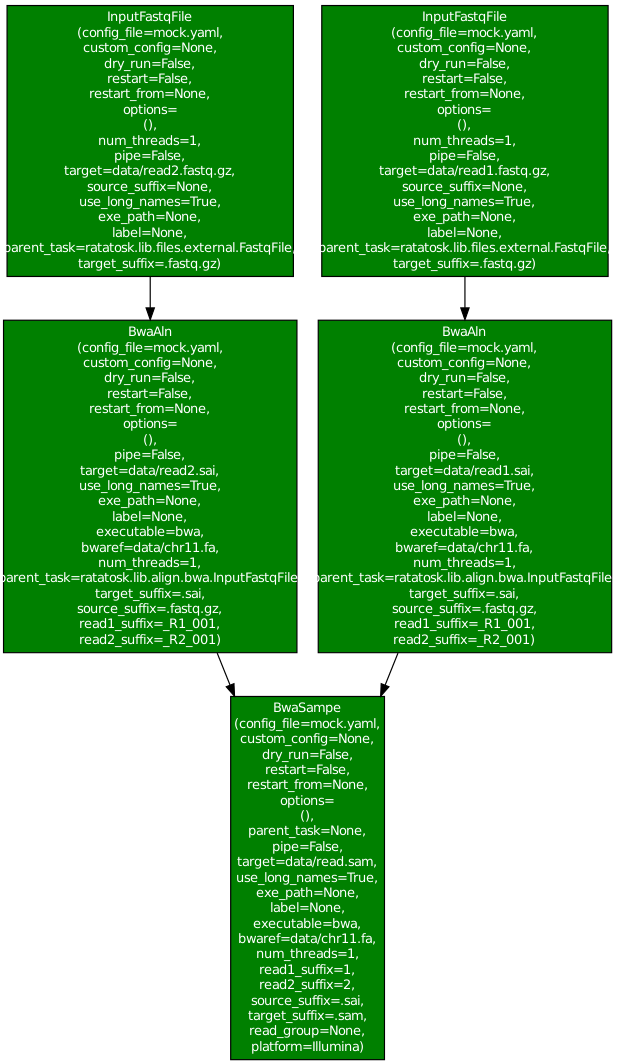 InputFastqFile
(config_file=mock.yaml,
custom_config=None,
dry_run=False,
restart=False,
restart_from=None,
options=
(),
num_threads=1,
pipe=False,
target=data/read2.fastq.gz,
source_suffix=None,
use_long_names=True,
exe_path=None,
label=None,
parent_task=ratatosk.lib.files.external.FastqFile,
target_suffix=.fastq.gz)
InputFastqFile
(config_file=mock.yaml,
custom_config=None,
dry_run=False,
restart=False,
restart_from=None,
options=
(),
num_threads=1,
pipe=False,
target=data/read1.fastq.gz,
source_suffix=None,
use_long_names=True,
exe_path=None,
label=None,
parent_task=ratatosk.lib.files.external.FastqFile,
target_suffix=.fastq.gz)
BwaAln
(config_file=mock.yaml,
custom_config=None,
dry_run=False,
restart=False,
restart_from=None,
options=
(),
pipe=False,
target=data/read2.sai,
use_long_names=True,
exe_path=None,
label=None,
executable=bwa,
bwaref=data/chr11.fa,
num_threads=1,
parent_task=ratatosk.lib.align.bwa.InputFastqFile,
target_suffix=.sai,
source_suffix=.fastq.gz,
read1_suffix=_R1_001,
read2_suffix=_R2_001)
BwaAln
(config_file=mock.yaml,
custom_config=None,
dry_run=False,
restart=False,
restart_from=None,
options=
(),
pipe=False,
target=data/read1.sai,
use_long_names=True,
exe_path=None,
label=None,
executable=bwa,
bwaref=data/chr11.fa,
num_threads=1,
parent_task=ratatosk.lib.align.bwa.InputFastqFile,
target_suffix=.sai,
source_suffix=.fastq.gz,
read1_suffix=_R1_001,
read2_suffix=_R2_001)
BwaSampe
(config_file=mock.yaml,
custom_config=None,
dry_run=False,
restart=False,
restart_from=None,
options=
(),
parent_task=None,
pipe=False,
target=data/read.sam,
use_long_names=True,
exe_path=None,
label=None,
executable=bwa,
bwaref=data/chr11.fa,
num_threads=1,
read1_suffix=1,
read2_suffix=2,
source_suffix=.sai,
target_suffix=.sam,
read_group=None,
platform=Illumina)